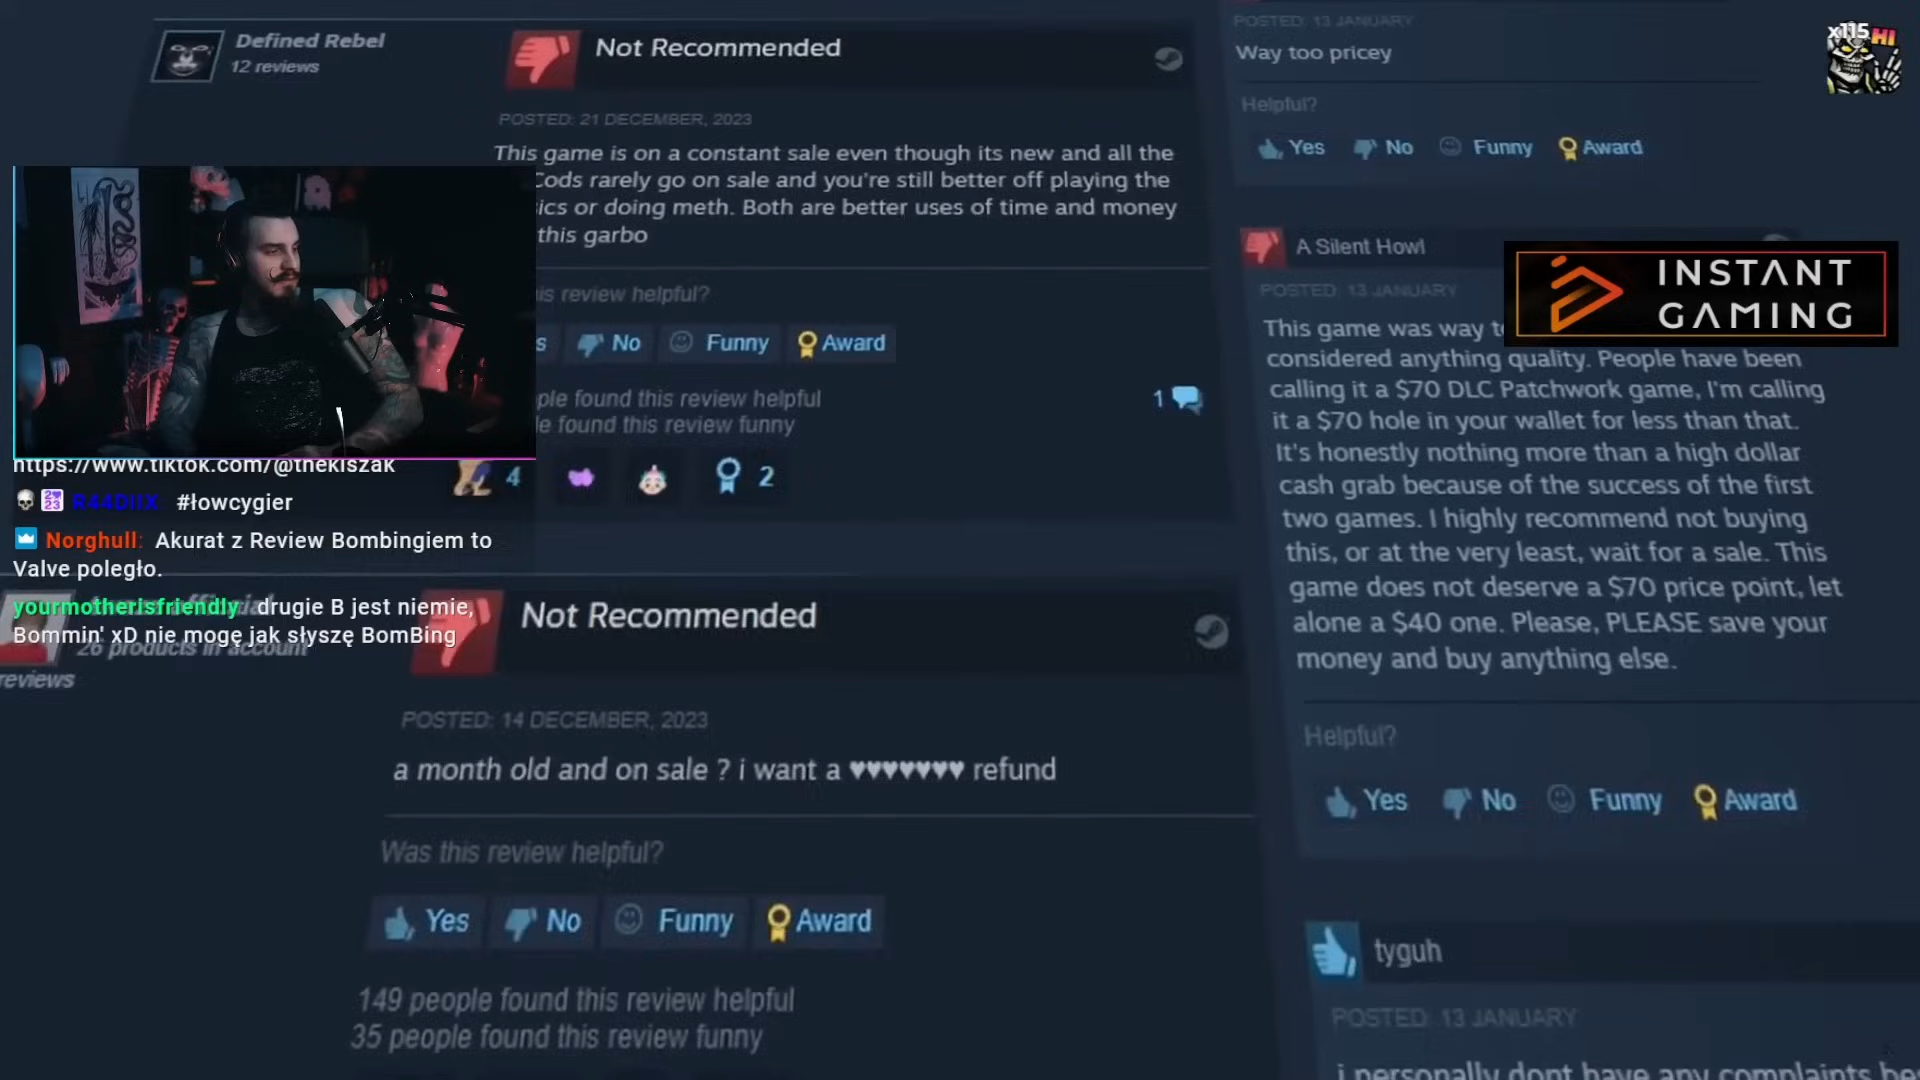 Defined Rebel
12 reviews
Not Recommended
POSTED: 21 DECEMBER, 2023
This game is on a constant sale even though its new and all the
Cods rarely go on sale and you're still better off playing the
sics or doing meth. Both are better uses of time and money
this garbo
is review helpful?
s
No
Funny
Award
ple found this review helpful
le found this review funny
1
4
2
https://www.tiktok.com/@thekiszak
R44DIIX #łowcygier
Norghull: Akurat z Review Bombingiem to
Valve poległo.
yourmotherisfriendly drugie B jest niemie,
Bommin' xD nie mogę jak słyszę BomBing
26 products in account
reviews
Not Recommended
POSTED: 14 DECEMBER, 2023
a month old and on sale ? i want a ♥♥♥♥♥♥♥ refund
Was this review helpful?
Yes
No
Funny
Award
149 people found this review helpful
35 people found this review funny
POSTED: 13 JANUARY
Way too pricey
Helpful?
Yes
No
Funny
Award
x115
HI
A Silent Howl
INSTANT
GAMING
POSTED: 13 JANUARY
This game was way
considered anything quality. People have been
calling it a $70 DLC Patchwork game, I'm calling
it a $70 hole in your wallet for less than that.
It's honestly nothing more than a high dollar
cash grab because of the success of the first
two games. I highly recommend not buying
this, or at the very least, wait for a sale. This
game does not deserve a $70 price point, let
alone a $40 one. Please, PLEASE save your
money and buy anything else.
Helpful?
Yes
No
Funny
Award
tyguh
POSTED: 13 JANUARY
i personally dont have any complaints